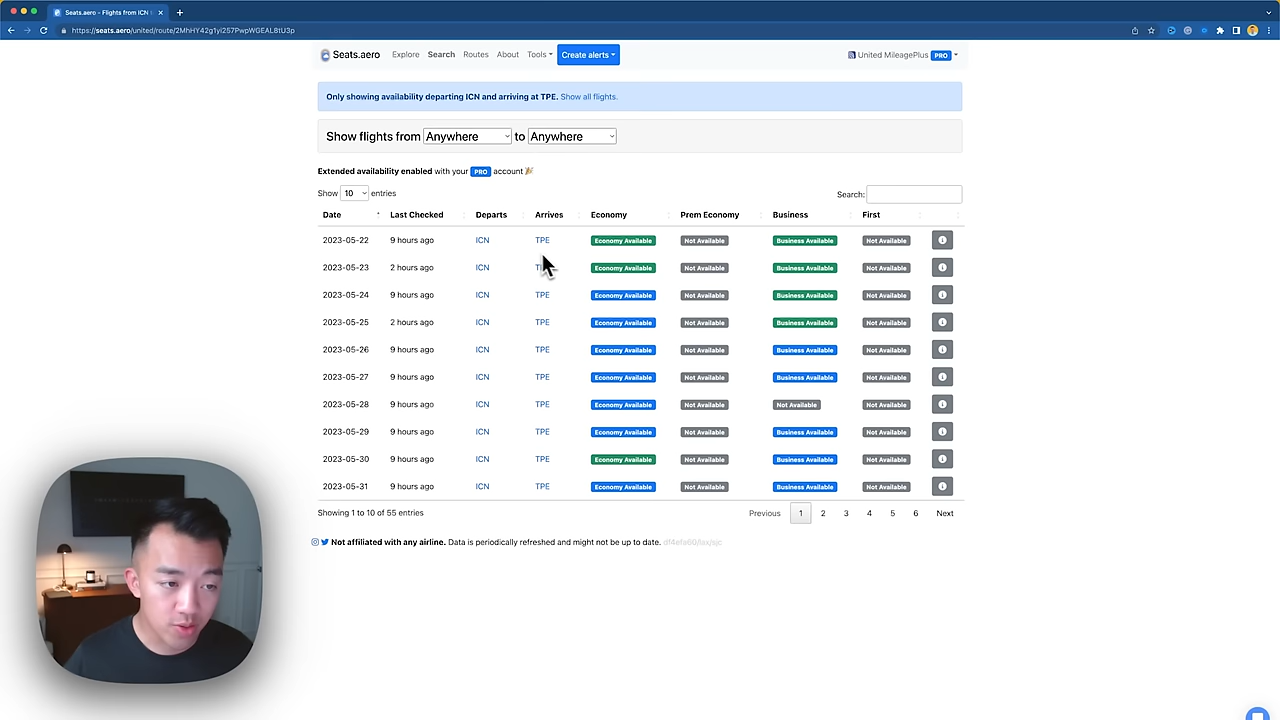 Seats.aero - Flights from ICN
https://seats.aero/united/route/2MhHY42g1yl257PwpWGEAL8tU3p
Seats.aero Explore Search Routes About Tools Create alerts United MileagePlus PRO
Only showing availability departing ICN and arriving at TPE. Show all flights.
Show flights from Anywhere to Anywhere
Extended availability enabled with your PRO account
Show 10 entries Search:
Date Last Checked Departs Arrives Economy Prem Economy Business First
2023-05-22 9 hours ago ICN TPE Economy Available Not Available Business Available Not Available
2023-05-23 2 hours ago ICN Economy Available Not Available Business Available Not Available
2023-05-24 9 hours ago ICN TPE Economy Available Not Available Business Available Not Available
2023-05-25 2 hours ago ICN TPE Economy Available Not Available Business Available Not Available
2023-05-26 9 hours ago ICN TPE Economy Available Not Available Business Available Not Available
2023-05-27 9 hours ago ICN TPE Economy Available Not Available Business Available Not Available
2023-05-28 9 hours ago ICN TPE Economy Available Not Available Not Available Not Available
2023-05-29 9 hours ago ICN TPE Economy Available Not Available Business Available Not Available
2023-05-30 9 hours ago ICN TPE Economy Available Not Available Business Available Not Available
2023-05-31 9 hours ago ICN TPE Economy Available Not Available Business Available Not Available
Showing 1 to 10 of 55 entries Previous 1 2 3 4 5 6 Next
Not affiliated with any airline. Data is periodically refreshed and might not be up to date. df4efa60/lax/sjc